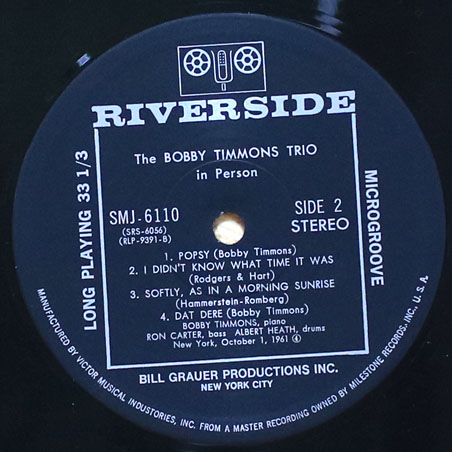 RIVERSIDE
The BOBBY TIMMONS TRIO
in Person
SMJ-6110
(SRS-6056)
(RLP-9391-B)
SIDE 2
STEREO
1. POPSY (Bobby Timmons)
2. I DIDN'T KNOW WHAT TIME IT WAS
(Rodgers & Hart)
3. SOFTLY, AS IN A MORNING SUNRISE
(Hammerstein-Romberg)
4. DAT DERE (Bobby Timmons)
BOBBY TIMMONS, piano
RON CARTER, bass ALBERT HEATH, drums
New York, October 1, 1961
LONG PLAYING 33 1/3
MICROGROOVE
BILL GRAUER PRODUCTIONS INC.
NEW YORK CITY
MANUFACTURED BY VICTOR MUSICAL INDUSTORIES, INC. FROM A MASTER RECORDING OWNED BY MILESTONE RECORDS, INC., U.S.A.